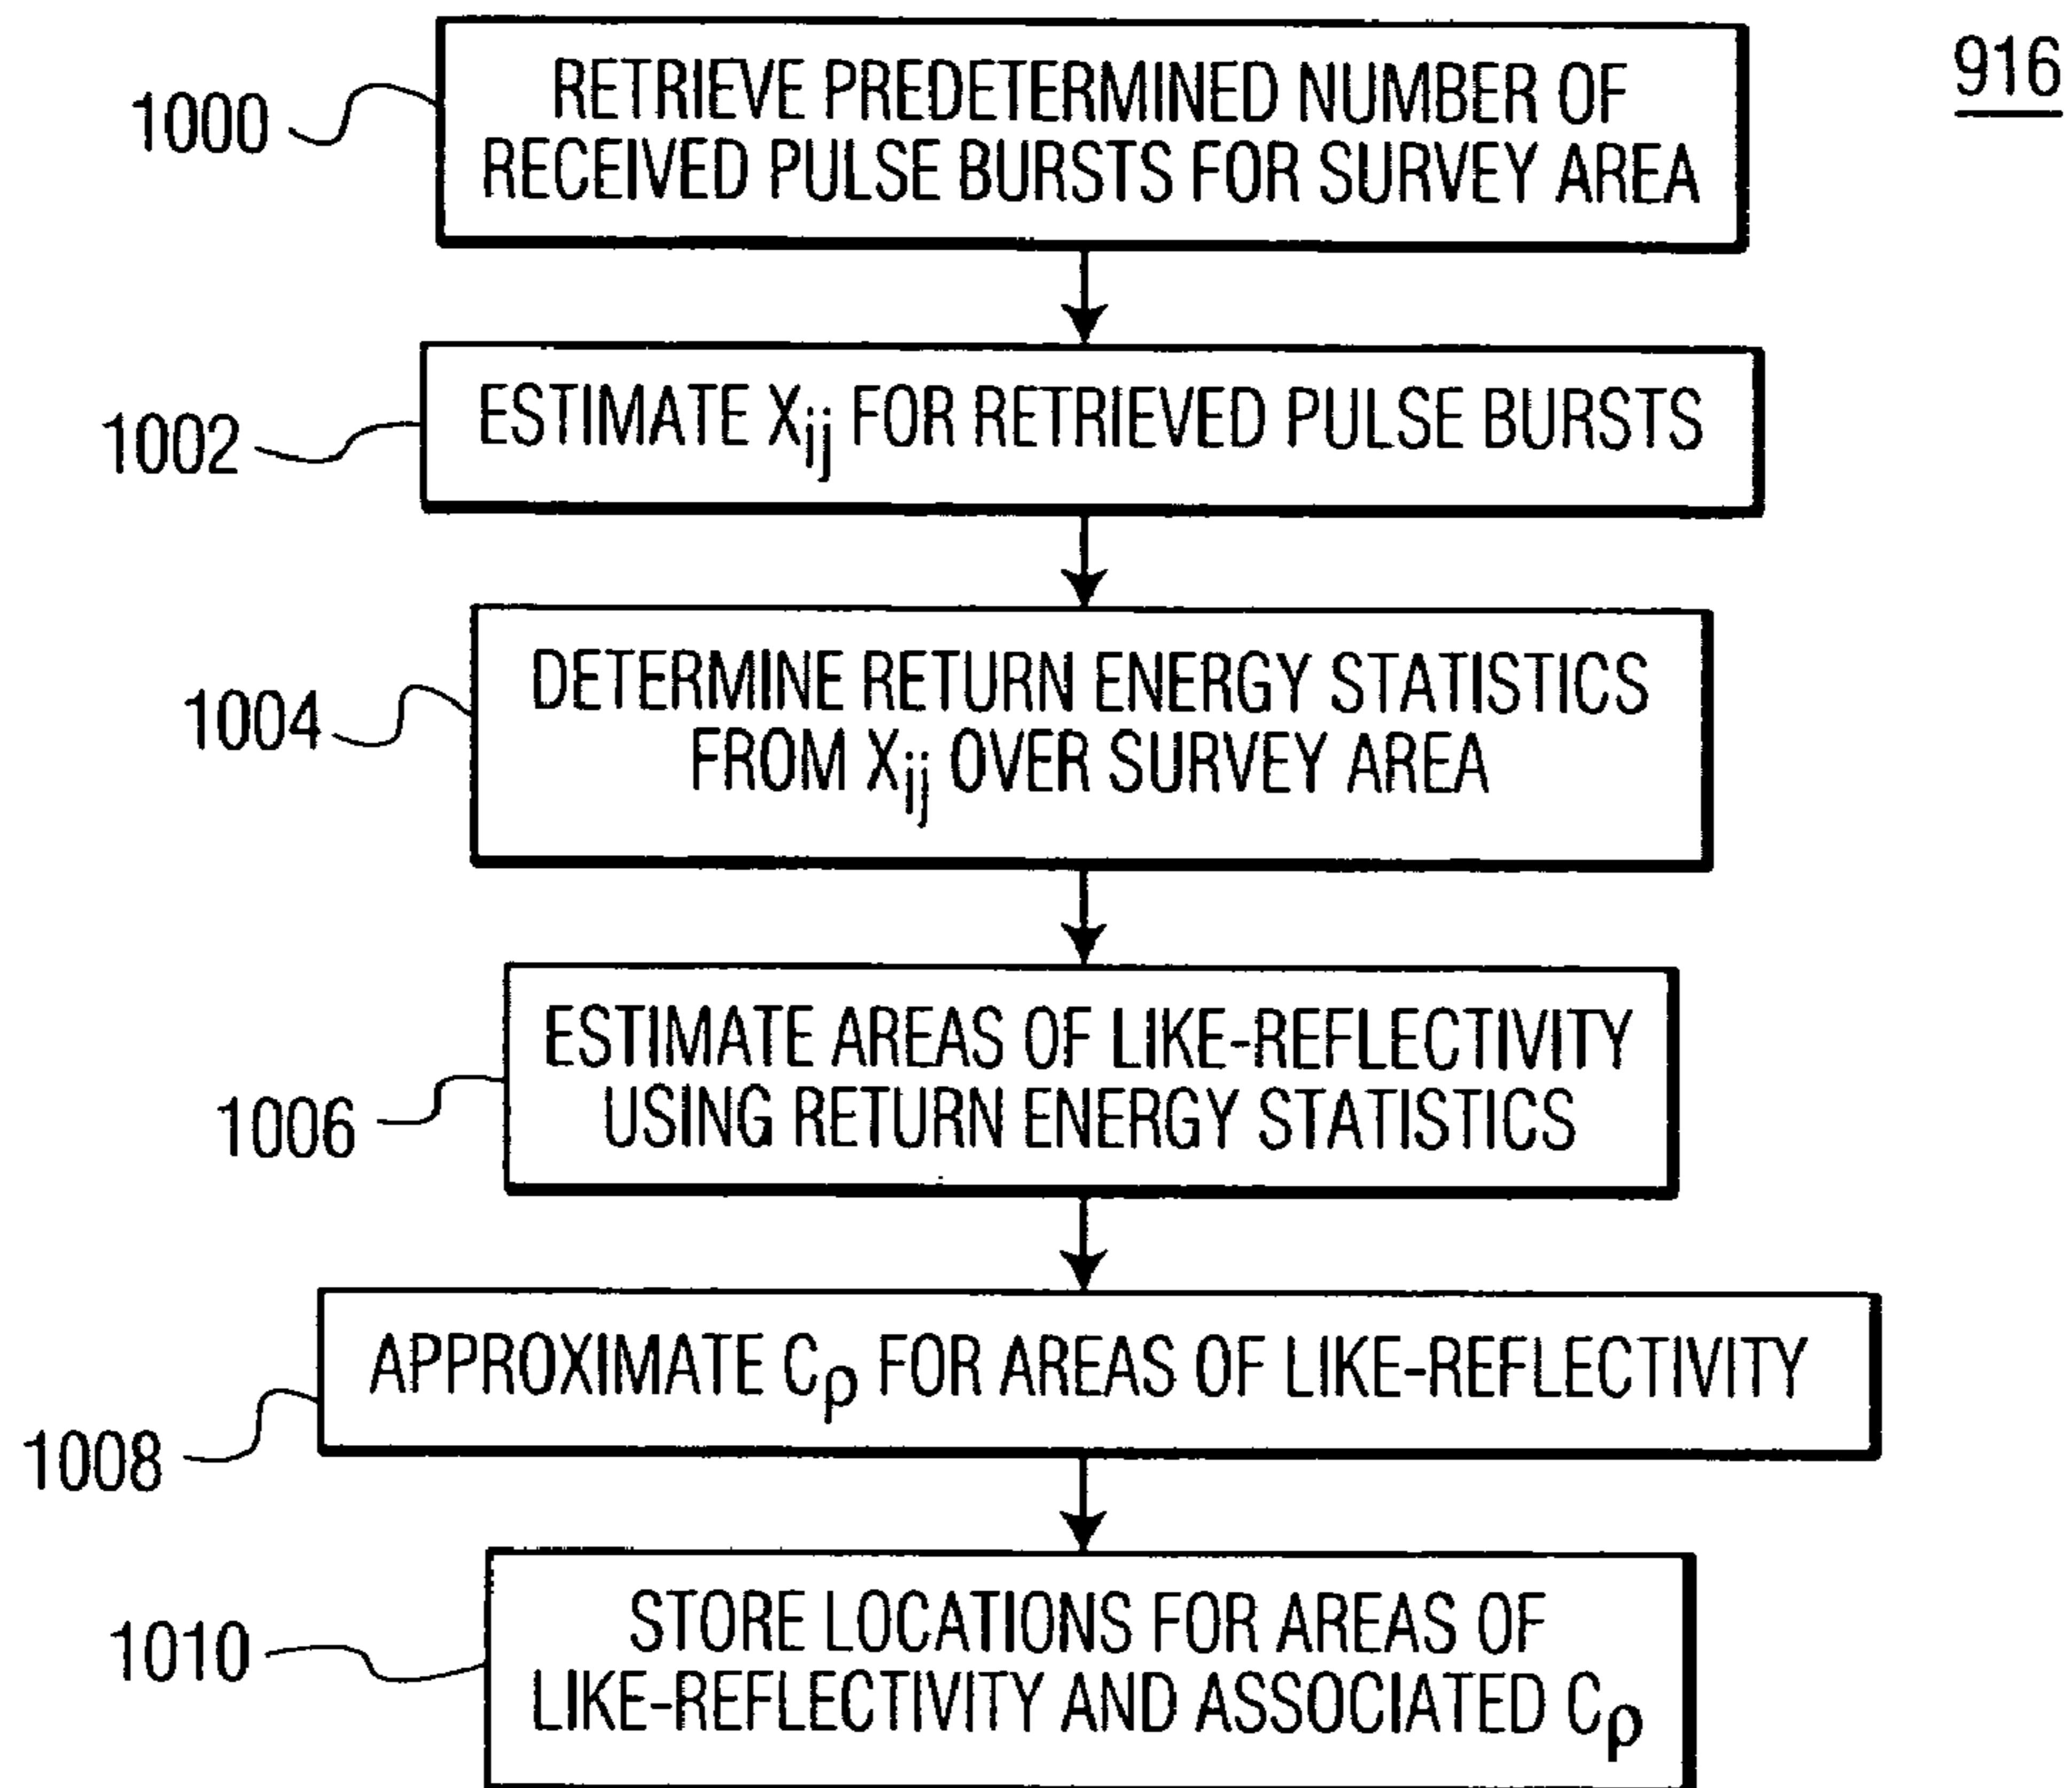 916
1000
RETRIEVE PREDETERMINED NUMBER OF
RECEIVED PULSE BURSTS FOR SURVEY AREA
1002
ESTIMATE Xij FOR RETRIEVED PULSE BURSTS
1004
DETERMINE RETURN ENERGY STATISTICS
FROM Xij OVER SURVEY AREA
1006
ESTIMATE AREAS OF LIKE-REFLECTIVITY
USING RETURN ENERGY STATISTICS
1008
APPROXIMATE Cρ FOR AREAS OF LIKE-REFLECTIVITY
1010
STORE LOCATIONS FOR AREAS OF
LIKE-REFLECTIVITY AND ASSOCIATED Cρ